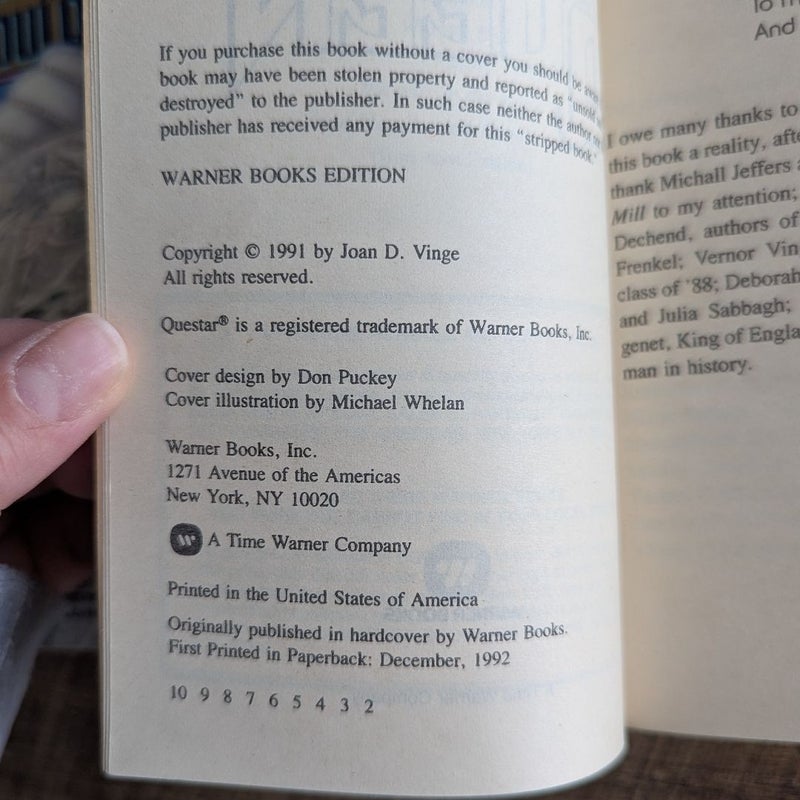 If you purchase this book without a cover you should be aware
book may have been stolen property and reported as "unsold
destroyed" to the publisher. In such case neither the author
publisher has received any payment for this "stripped book."
WARNER BOOKS EDITION
Copyright © 1991 by Joan D. Vinge
All rights reserved.
Questar® is a registered trademark of Warner Books, Inc.
Cover design by Don Puckey
Cover illustration by Michael Whelan
Warner Books, Inc.
1271 Avenue of the Americas
New York, NY 10020
W A Time Warner Company
Printed in the United States of America
Originally published in hardcover by Warner Books.
First Printed in Paperback: December, 1992
10 9 8 7 6 5 4 3 2
And
I owe many thanks to
this book a reality, afte
thank Michall Jeffers a
Mill to my attention;
Dechend, authors of
Frenkel; Vernor Vin
class of '88; Deborah
and Julia Sabbagh;
genet, King of Engla
man in history.